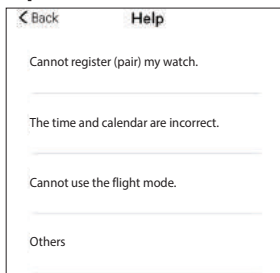 Back Help
Cannot register (pair) my watch.
The time and calendar are incorrect.
Cannot use the flight mode.
Others